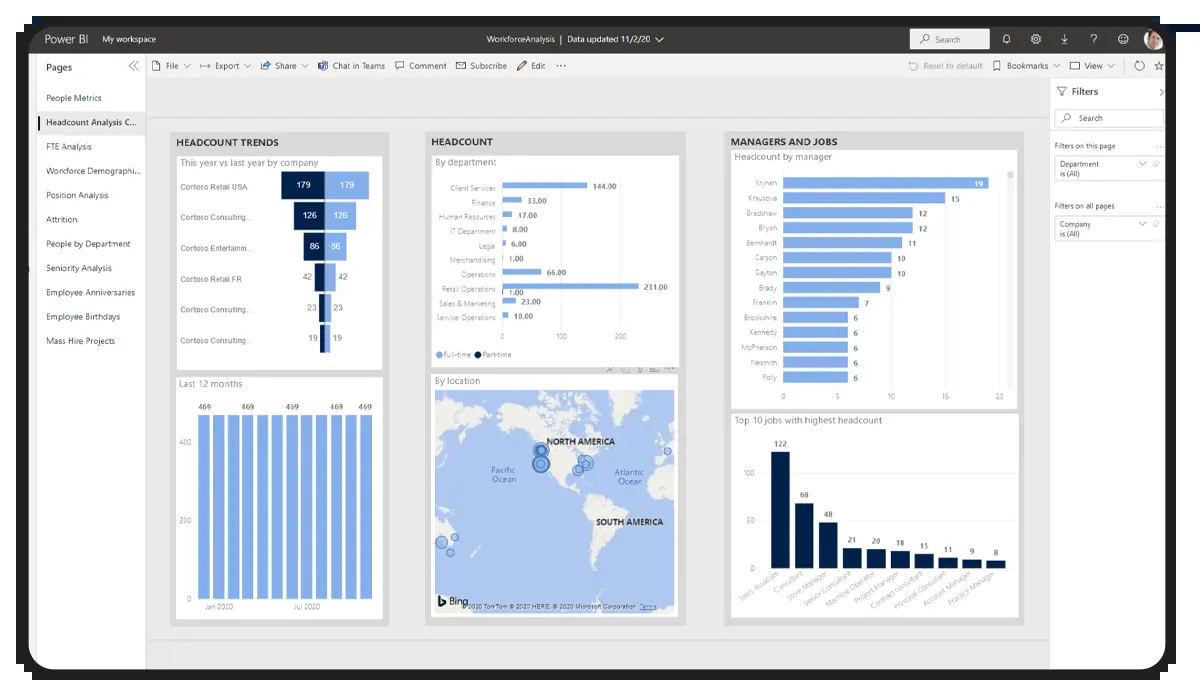 Power BI My workspace
WorkforceAnalysis | Data updated 11/2/20
Search
Pages
File Export Share Chat in Teams Comment Subscribe Edit ...
Reset to default Bookmarks View
People Metrics
Headcount Analysis C...
FTE Analysis
Workforce Demographi...
Position Analysis
Attrition
People by Department
Seniority Analysis
Employee Anniversaries
Employee Birthdays
Mass Hire Projects
HEADCOUNT TRENDS
This year vs last year by company
Contoso Retail USA 179 179
Contoso Consulting... 126 126
Contoso Entertainm... 86 86
Contoso Retail FR 42 42
Contoso Consulting... 23 23
Contoso Consulting... 19 19
Last 12 months
469 469 469 469 469
400
200
0
Jan 2020 Jul 2020
HEADCOUNT
By department
Client Services 144.00
Finance 33.00
Human Resources 17.00
IT Department 8.00
Legal 6.00
Merchandising 1.00
Operations 66.00
Retail Operations 231.00
1.00
Sales & Marketing 23.00
Service Operations 10.00
0 100 200
Full-time Part-time
By location
NORTH AMERICA
Pacific
Ocean
Atlantic
Ocean
SOUTH AMERICA
Bing
© 2020 TomTom © 2020 HERE, © 2020 Microsoft Corporation Terms
MANAGERS AND JOBS
Headcount by manager
Krijnen 19
Krausova 15
Bradshaw 12
Bryan 12
Bernhardt 11
Carson 10
Gaytan 10
Brady 9
Franklin 7
Brookshire 6
Kennedy 6
McPherson 6
Nesmith 6
Polly 6
0 5 10 15 20
Top 10 jobs with highest headcount
122
68
48
21
20
18
15
11
9
8
100
50
0
Sales Associate
Consultant
Store Manager
Senior Consultant
Machine Operator
Project Manager
Contract consultant
Principal Consultant
Account Manager
Practice Manager
Filters
Search
Filters on this page ...
Department
is (All)
Filters on all pages ...
Company
is (All)